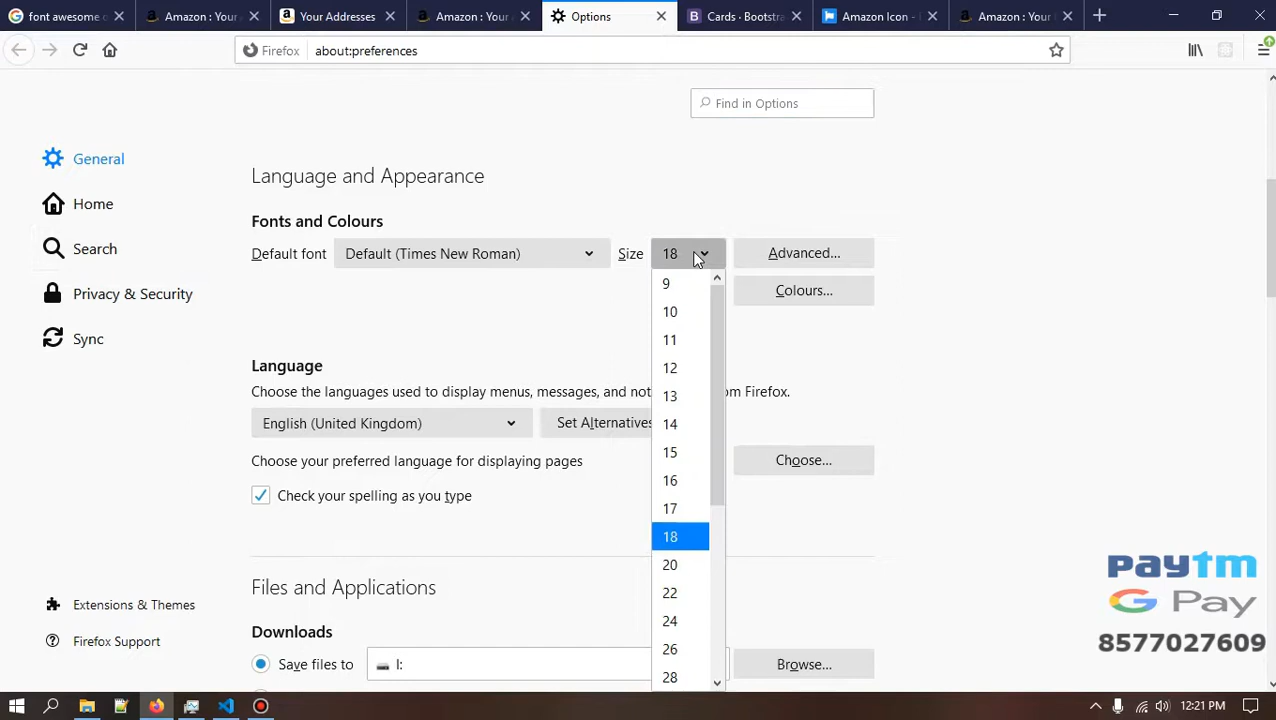 font awesome.c
Amazon : Your A
Your Addresses
Amazon : Your A
Options
Cards · Bootstra
Amazon Icon - D
Amazon : Your
Firefox
about:preferences
Find in Options
General
Home
Search
Privacy & Security
Sync
Extensions & Themes
Firefox Support
Language and Appearance
Fonts and Colours
Default font
Default (Times New Roman)
Size
18
Advanced...
Colours...
9
10
11
12
13
14
15
16
17
18
20
22
24
26
28
Language
Choose the languages used to display menus, messages, and not
om Firefox.
English (United Kingdom)
Set Alternatives
Choose your preferred language for displaying pages
Choose...
Check your spelling as you type
Files and Applications
Downloads
Save files to
I:
Browse...
paytm
G Pay
8577027609
12:21 PM